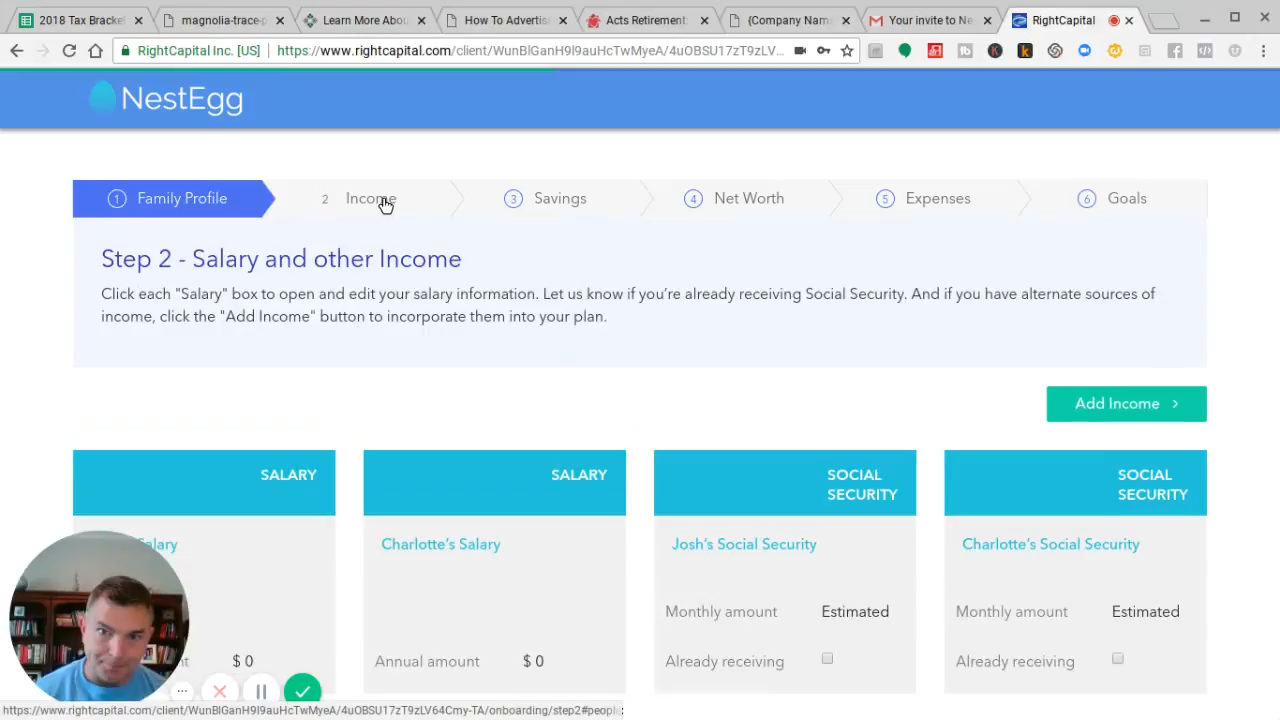 2018 Tax Bracket
magnolia-trace-p
Learn More Abou
How To Advertis
Acts Retirement:
{Company Nam
Your invite to Ne
RightCapital
RightCapital Inc. [US]
https://www.rightcapital.com/client/WunBlGanH9l9auHcTwMyeA/4uOBSU17zT9zLV...
NestEgg
1 Family Profile
2 Income
3 Savings
4 Net Worth
5 Expenses
6 Goals
Step 2 - Salary and other Income
Click each "Salary" box to open and edit your salary information. Let us know if you're already receiving Social Security. And if you have alternate sources of
income, click the "Add Income" button to incorporate them into your plan.
Add Income >
SALARY
SALARY
SOCIAL
SECURITY
SOCIAL
SECURITY
Salary
Charlotte's Salary
Josh's Social Security
Charlotte's Social Security
Monthly amount Estimated
Monthly amount Estimated
$ 0
Annual amount $ 0
Already receiving
Already receiving
https://www.rightcapital.com/client/WunBlGanH9l9auHcTwMyeA/4uOBSU17zT9zLV64Cmy-TA/onboarding/step2#people